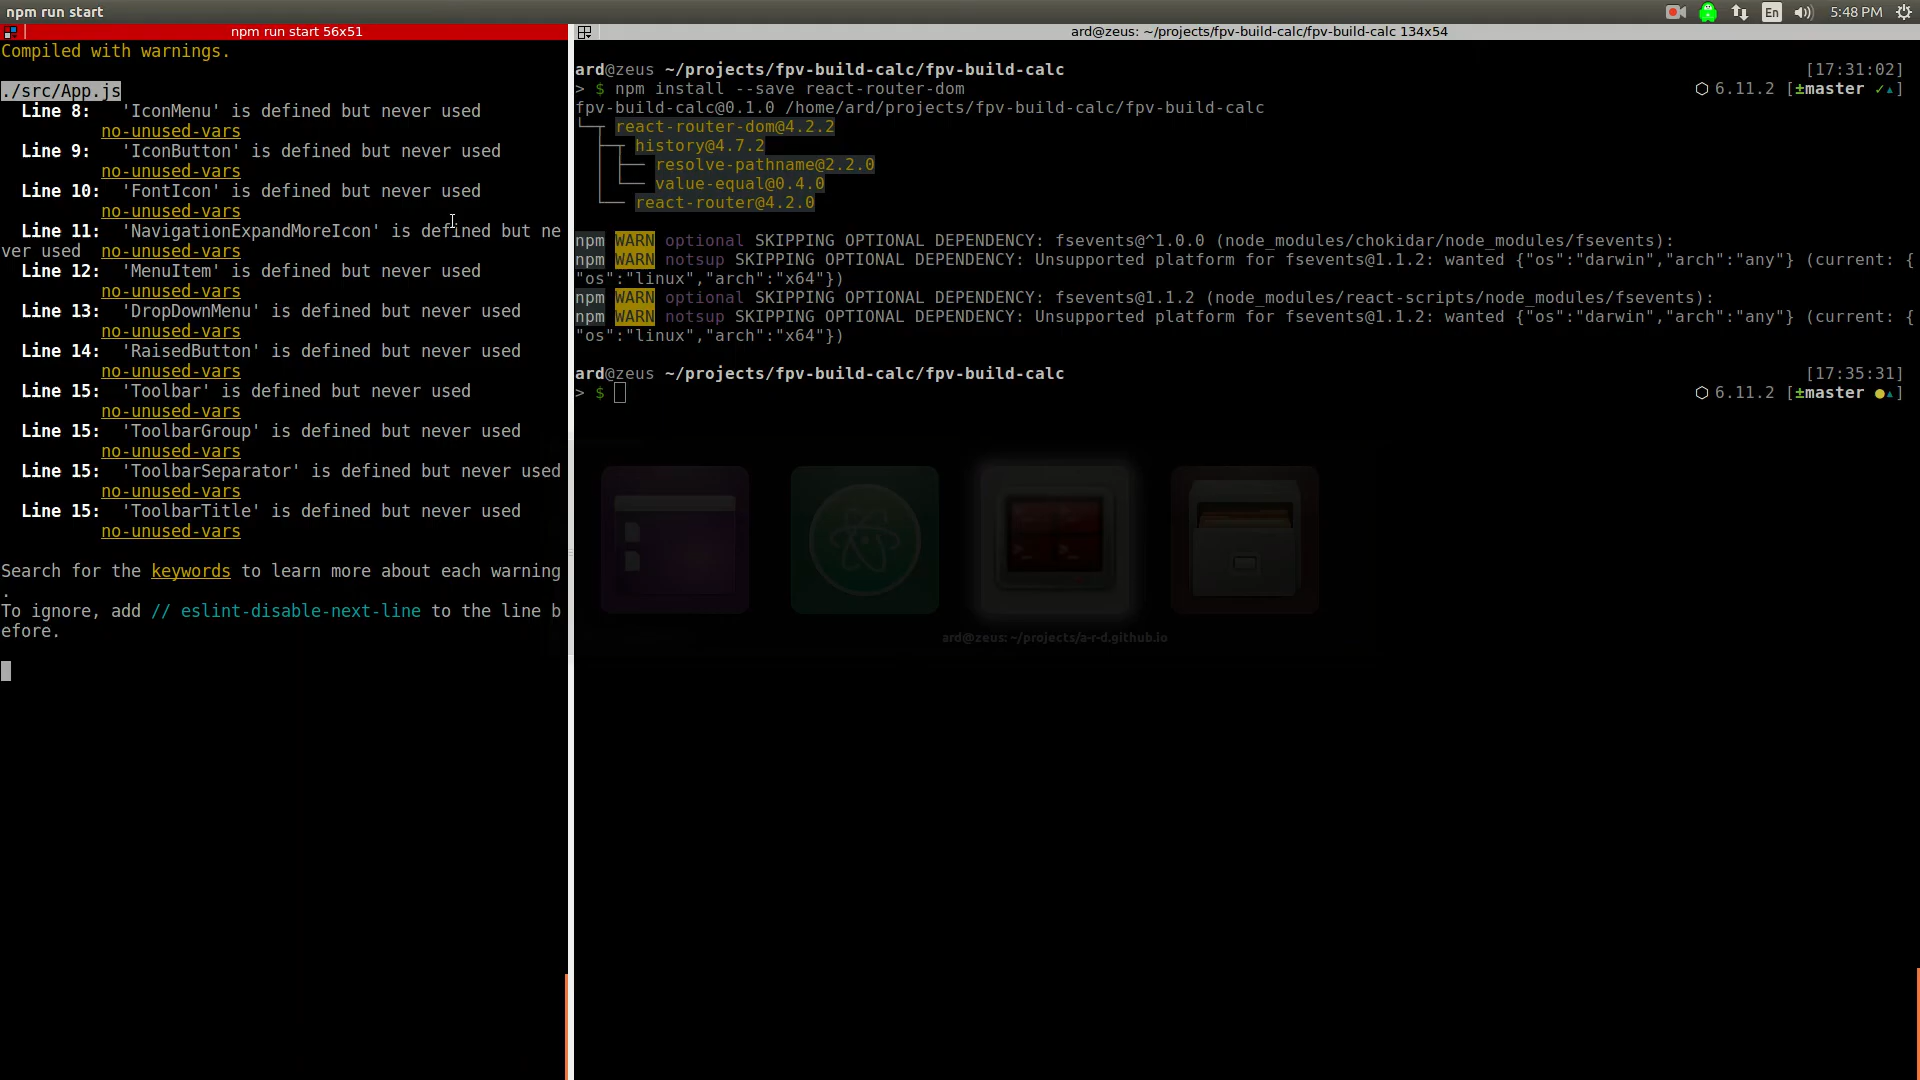 npm run start
En
5:48 PM
npm run start 56x51
Compiled with warnings.
./src/App.js
Line 8: 'IconMenu' is defined but never used
no-unused-vars
Line 9: 'IconButton' is defined but never used
no-unused-vars
Line 10: 'FontIcon' is defined but never used
no-unused-vars
Line 11: 'NavigationExpandMoreIcon' is defined but ne
ver used no-unused-vars
Line 12: 'MenuItem' is defined but never used
no-unused-vars
Line 13: 'DropDownMenu' is defined but never used
no-unused-vars
Line 14: 'RaisedButton' is defined but never used
no-unused-vars
Line 15: 'Toolbar' is defined but never used
no-unused-vars
Line 15: 'ToolbarGroup' is defined but never used
no-unused-vars
Line 15: 'ToolbarSeparator' is defined but never used
no-unused-vars
Line 15: 'ToolbarTitle' is defined but never used
no-unused-vars
Search for the keywords to learn more about each warning
.
To ignore, add // eslint-disable-next-line to the line b
efore.
ard@zeus: ~/projects/fpv-build-calc/fpv-build-calc 134x54
ard@zeus ~/projects/fpv-build-calc/fpv-build-calc [17:31:02]
> $ npm install --save react-router-dom ⬡ 6.11.2 [±master ✓▴]
fpv-build-calc@0.1.0 /home/ard/projects/fpv-build-calc/fpv-build-calc
└─┬ react-router-dom@4.2.2
├─┬ history@4.7.2
│ ├── resolve-pathname@2.2.0
│ └── value-equal@0.4.0
└── react-router@4.2.0
npm WARN optional SKIPPING OPTIONAL DEPENDENCY: fsevents@^1.0.0 (node_modules/chokidar/node_modules/fsevents):
npm WARN notsup SKIPPING OPTIONAL DEPENDENCY: Unsupported platform for fsevents@1.1.2: wanted {"os":"darwin","arch":"any"} (current: {
"os":"linux","arch":"x64"})
npm WARN optional SKIPPING OPTIONAL DEPENDENCY: fsevents@1.1.2 (node_modules/react-scripts/node_modules/fsevents):
npm WARN notsup SKIPPING OPTIONAL DEPENDENCY: Unsupported platform for fsevents@1.1.2: wanted {"os":"darwin","arch":"any"} (current: {
"os":"linux","arch":"x64"})
ard@zeus ~/projects/fpv-build-calc/fpv-build-calc [17:35:31]
> $ ⬡ 6.11.2 [±master ●▴]
ard@zeus: ~/projects/a-r-d.github.io